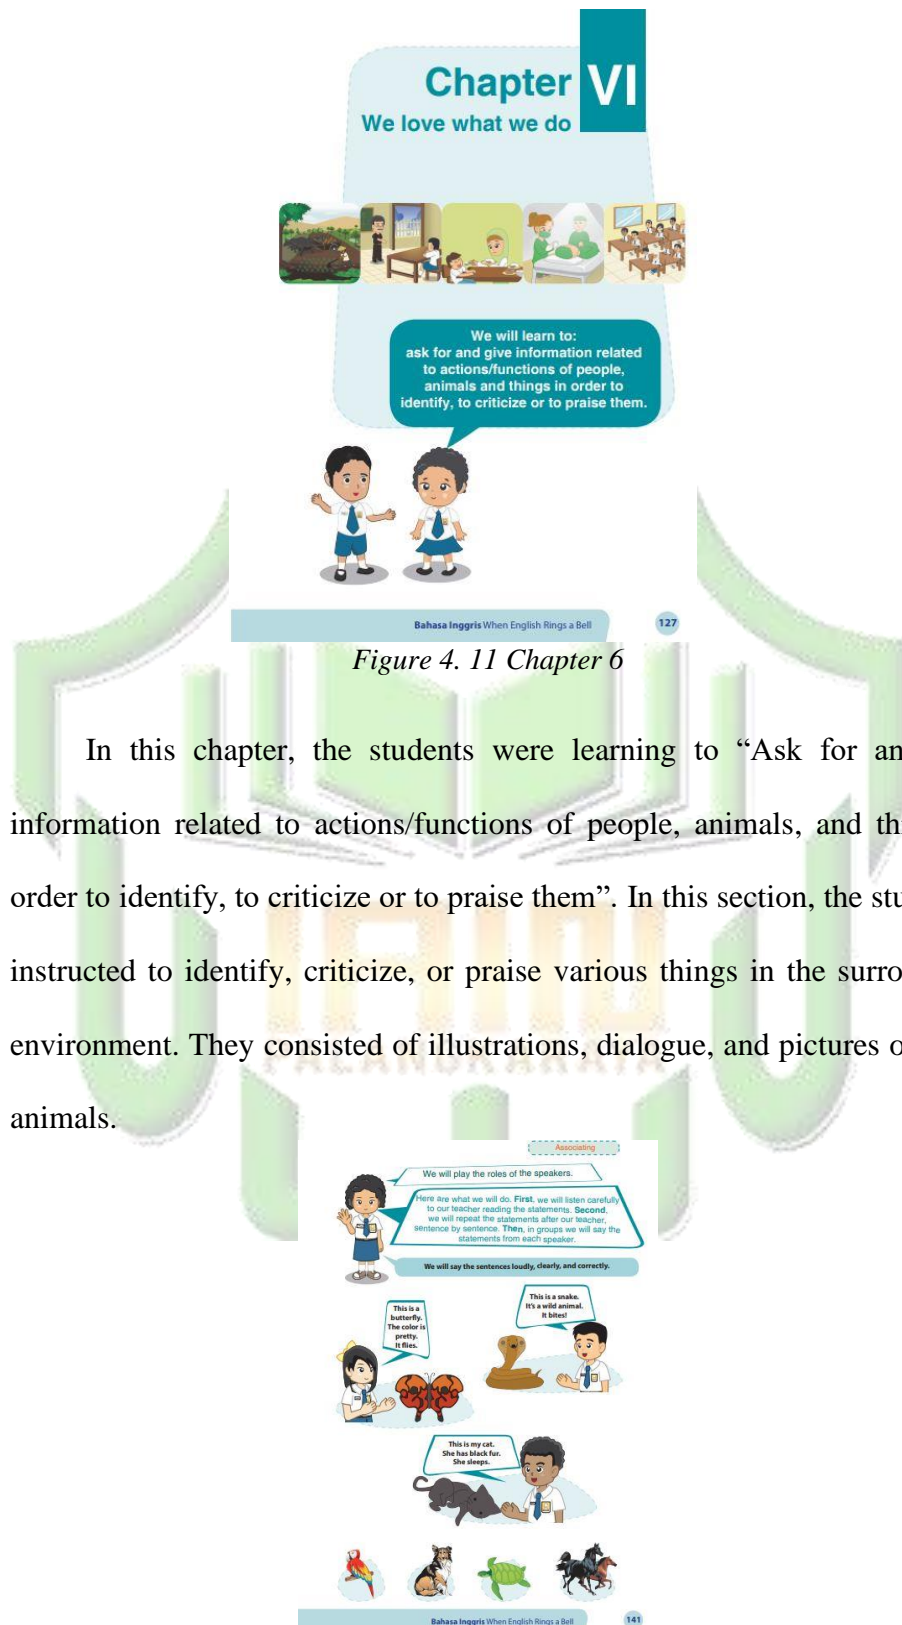 Chapter VI
We love what we do
We will learn to:
ask for and give information related
to actions/functions of people,
animals and things in order to
identify, to criticize or to praise them.
Bahasa Inggris When English Rings a Bell 127
Figure 4. 11 Chapter 6
In this chapter, the students were learning to “Ask for an
information related to actions/functions of people, animals, and th
order to identify, to criticize or to praise them”. In this section, the stu
instructed to identify, criticize, or praise various things in the surro
environment. They consisted of illustrations, dialogue, and pictures o
animals.
IAIN
PALANGKARAYA
Associating
We will play the roles of the speakers.
Here are what we will do. First, we will listen carefully
to our teacher reading the statements. Second,
we will repeat the statements after our teacher,
sentence by sentence. Then, in groups we will say the
statements from each speaker.
We will say the sentences loudly, clearly, and correctly.
This is a
butterfly.
The color is
pretty.
It flies.
This is a snake.
It's a wild animal.
It bites!
This is my cat.
She has black fur.
She sleeps.
Bahasa Inggris When English Rings a Bell 141